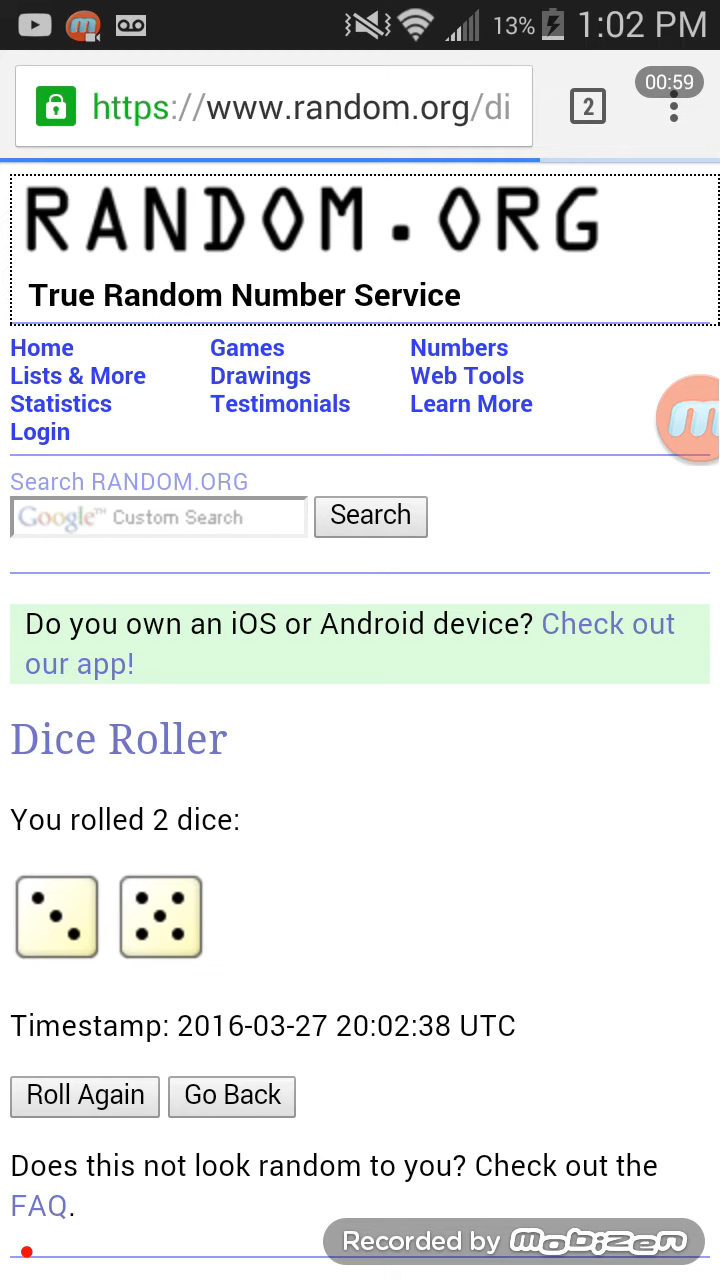 13% 1:02 PM
https://www.random.org/di
2
00:59
RANDOM.ORG
True Random Number Service
Home Games Numbers
Lists & More Drawings Web Tools
Statistics Testimonials Learn More
Login
Search RANDOM.ORG
Google™ Custom Search Search
Do you own an iOS or Android device? Check out
our app!
Dice Roller
You rolled 2 dice:
Timestamp: 2016-03-27 20:02:38 UTC
Roll Again Go Back
Does this not look random to you? Check out the
FAQ.
Recorded by mobizen